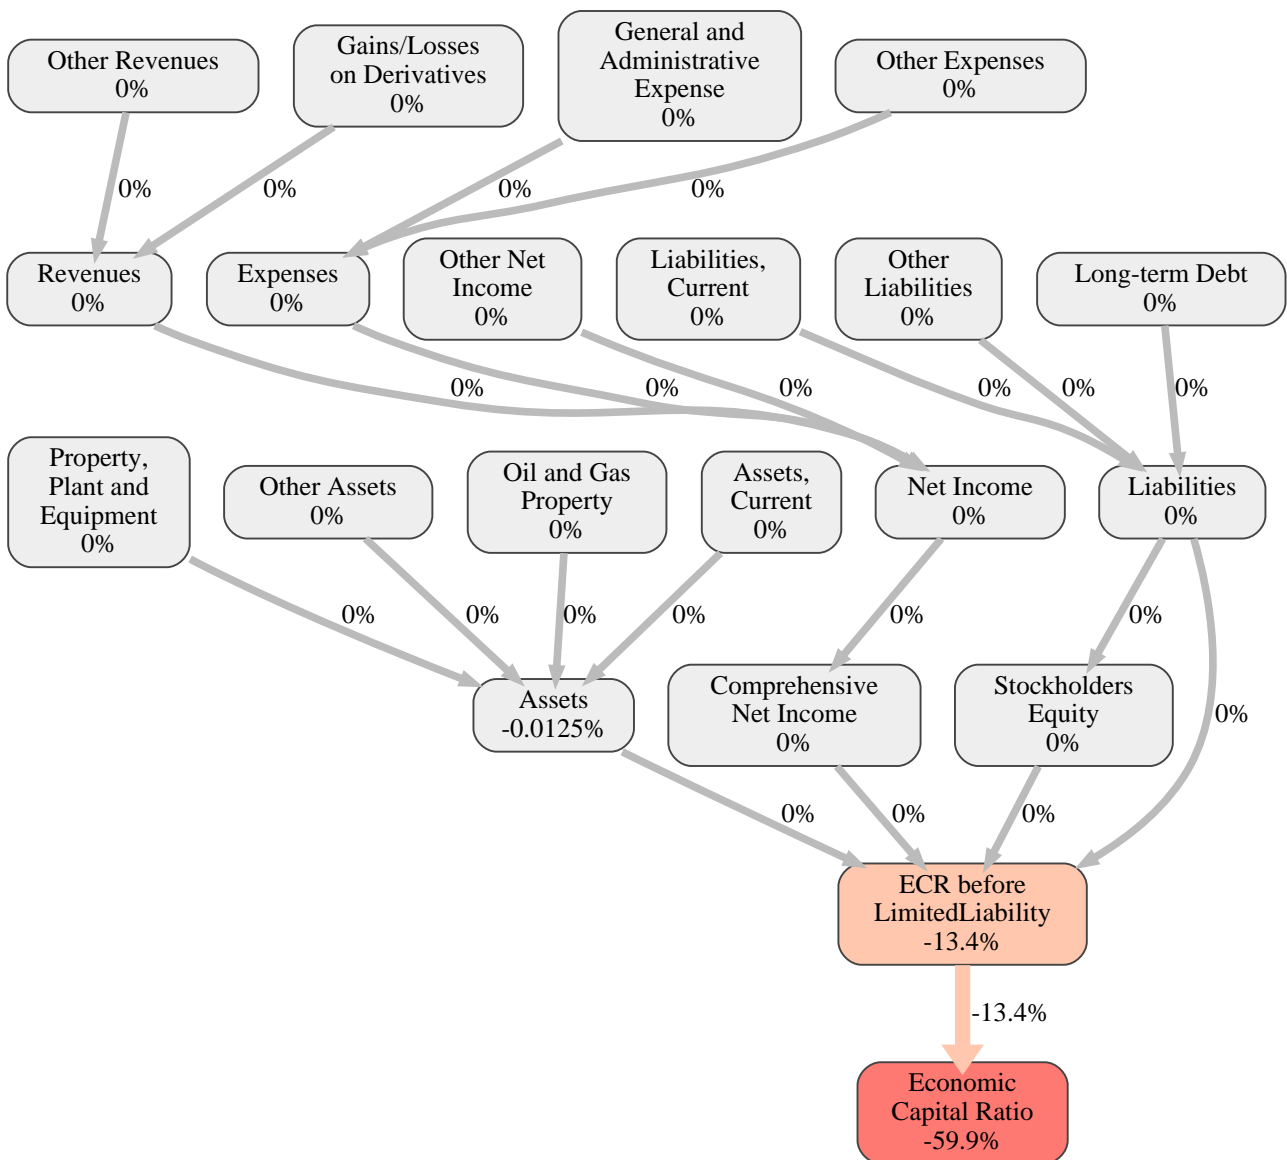 Other Revenues
0%
Gains/Losses
on Derivatives
0%
General and
Administrative
Expense
0%
Other Expenses
0%
0%
0%
0%
0%
Revenues
0%
Expenses
0%
Other Net
Income
0%
Liabilities,
Current
0%
Other
Liabilities
0%
Long-term Debt
0%
0%
0%
0%
0%
0%
0%
Property,
Plant and
Equipment
0%
Other Assets
0%
Oil and Gas
Property
0%
Assets,
Current
0%
Net Income
0%
Liabilities
0%
0%
0%
0%
0%
0%
0%
0%
Assets
-0.0125%
Comprehensive
Net Income
0%
Stockholders
Equity
0%
0%
0%
0%
ECR before
LimitedLiability
-13.4%
-13.4%
Economic
Capital Ratio
-59.9%